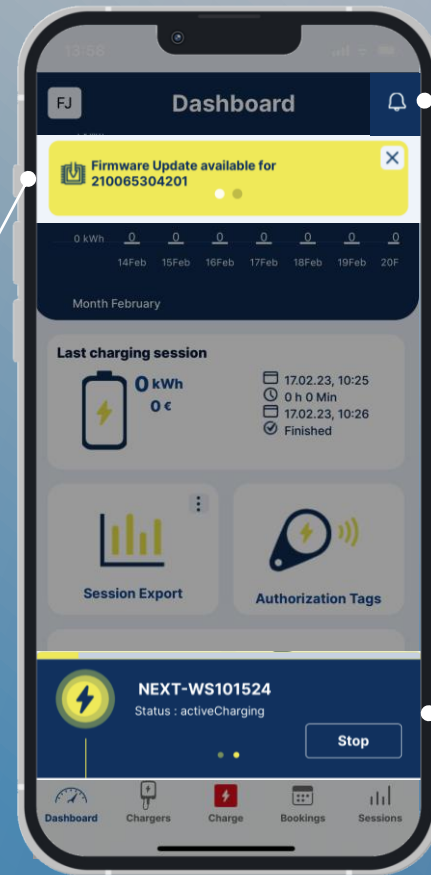 13:58
FJ
Dashboard
Firmware Update available for
210065304201
0 kWh 0 0 0 0 0 0 0
14Feb 15Feb 16Feb 17Feb 18Feb 19Feb 20F
Month February
Last charging session
0 kWh
0 €
17.02.23, 10:25
0 h 0 Min
17.02.23, 10:26
Finished
Session Export
Authorization Tags
NEXT-WS101524
Status : activeCharging
Stop
Dashboard Chargers Charge Bookings Sessions